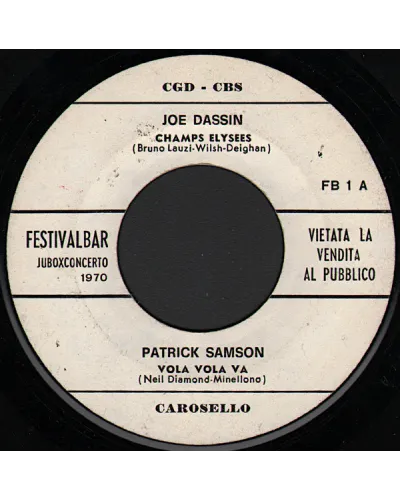 CGD - CBS
JOE DASSIN
CHAMPS ELYSEES
(Bruno Lauzi-Wilsh-Deighan)
FB 1 A
FESTIVALBAR
JUBOXCONCERTO
1970
VIETATA LA
VENDITA
AL PUBBLICO
PATRICK SAMSON
VOLA VOLA VA
(Neil Diamond-Minellono)
CAROSELLO